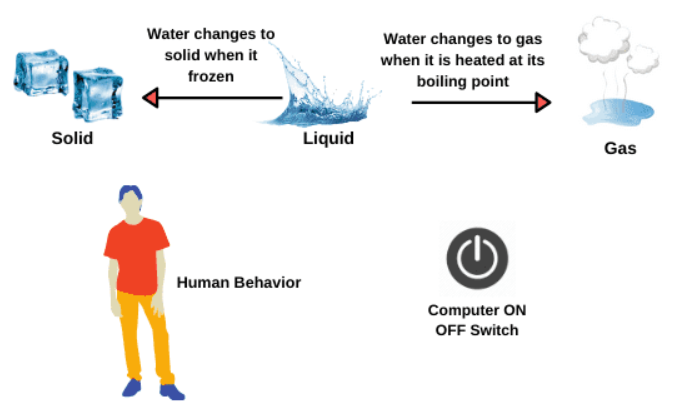 Water changes to
solid when it
frozen
Water changes to gas
when it is heated at its
boiling point
Solid
Liquid
Gas
Human Behavior
Computer ON
OFF Switch